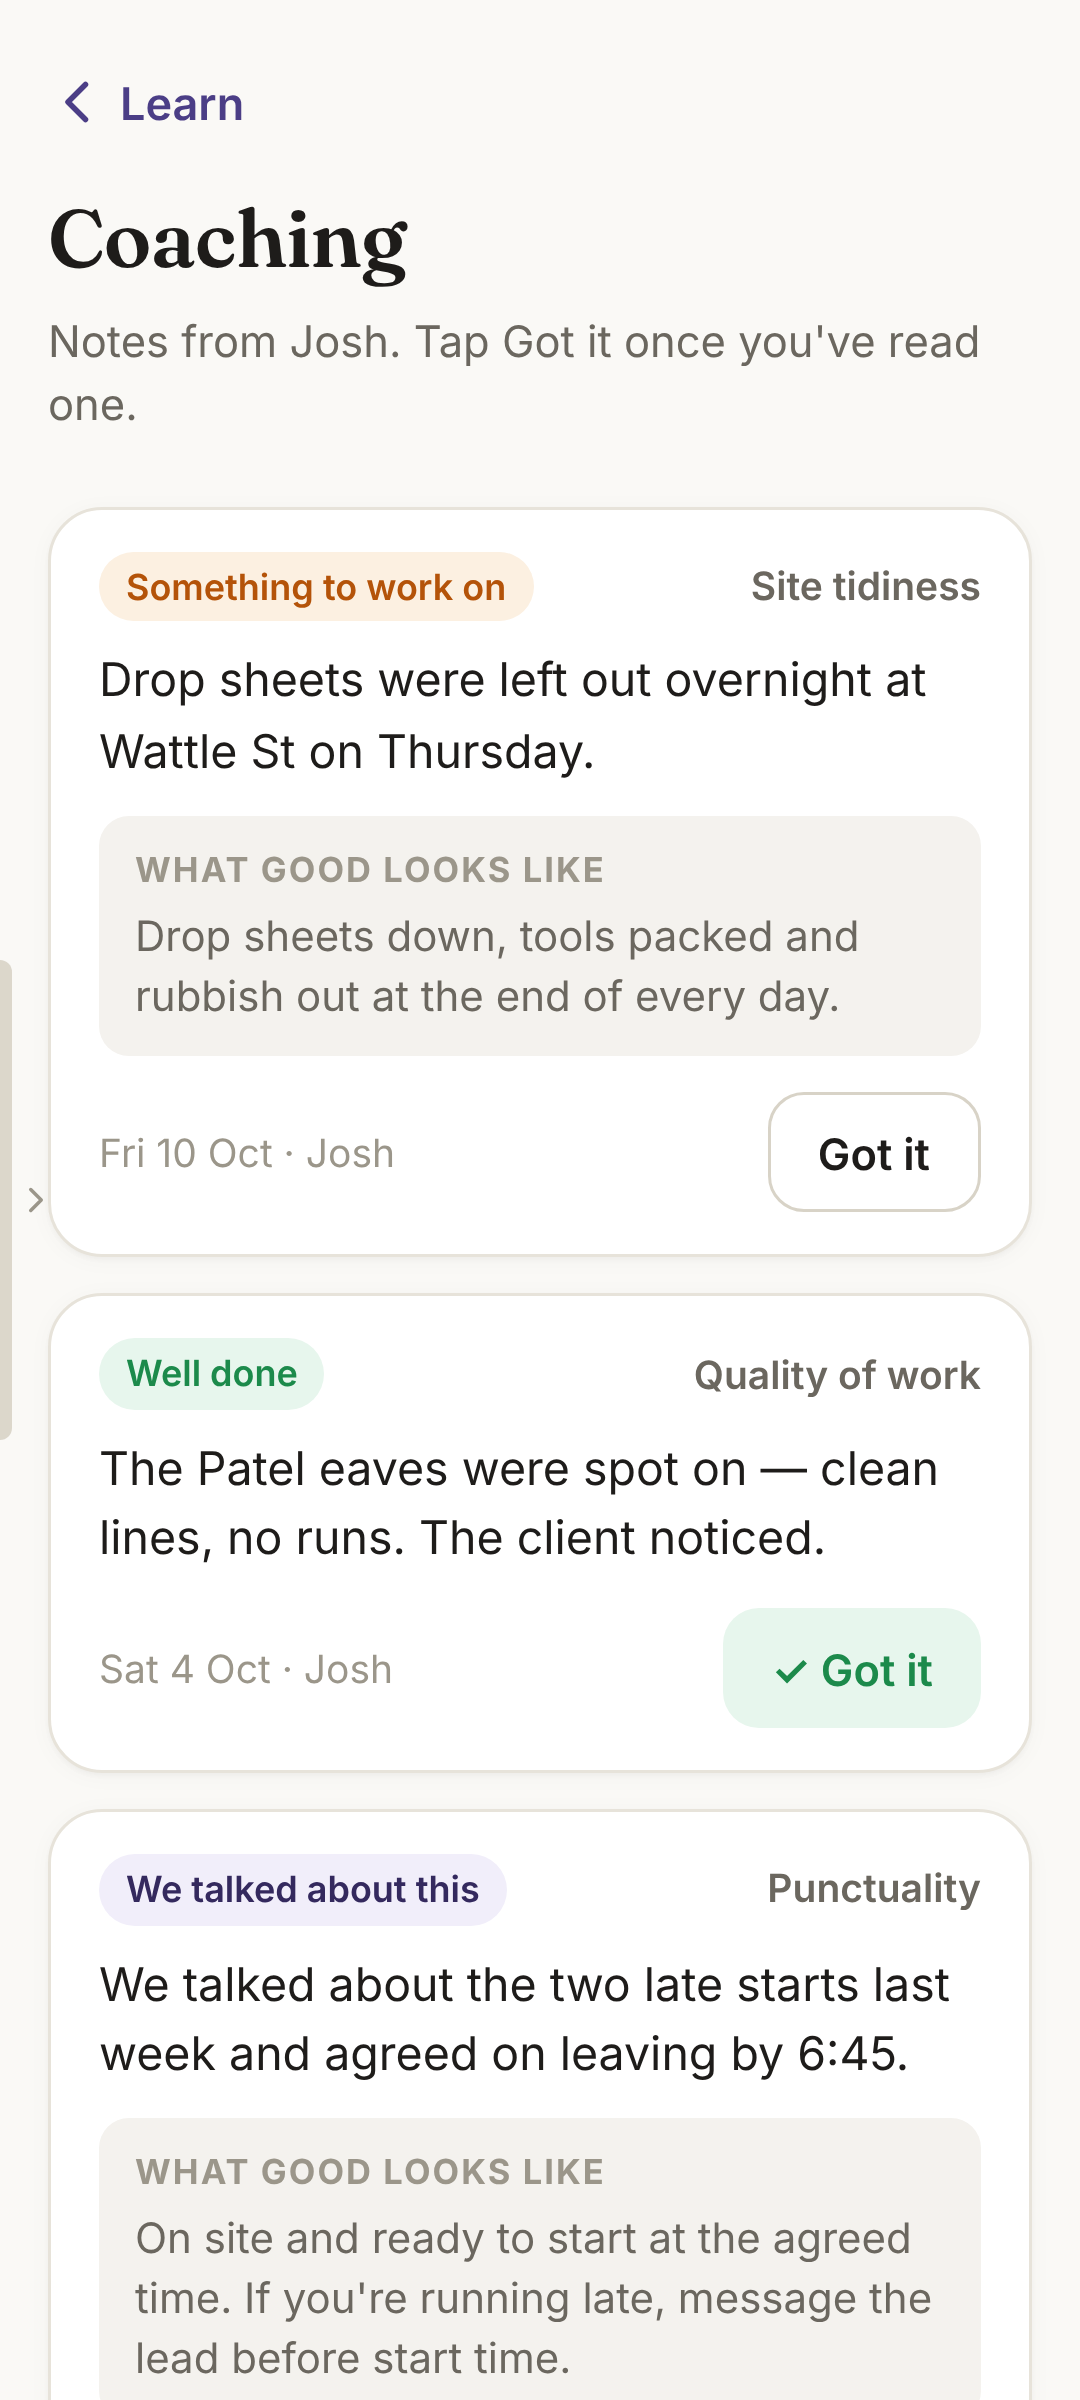 Learn
Coaching
Notes from Josh. Tap Got it once you've read
one.
Something to work on
Site tidiness
Drop sheets were left out overnight at
Wattle St on Thursday.
WHAT GOOD LOOKS LIKE
Drop sheets down, tools packed and
rubbish out at the end of every day.
Fri 10 Oct · Josh
Got it
Well done
Quality of work
The Patel eaves were spot on — clean
lines, no runs. The client noticed.
Sat 4 Oct · Josh
✓ Got it
We talked about this
Punctuality
We talked about the two late starts last
week and agreed on leaving by 6:45.
WHAT GOOD LOOKS LIKE
On site and ready to start at the agreed
time. If you're running late, message the
lead before start time.